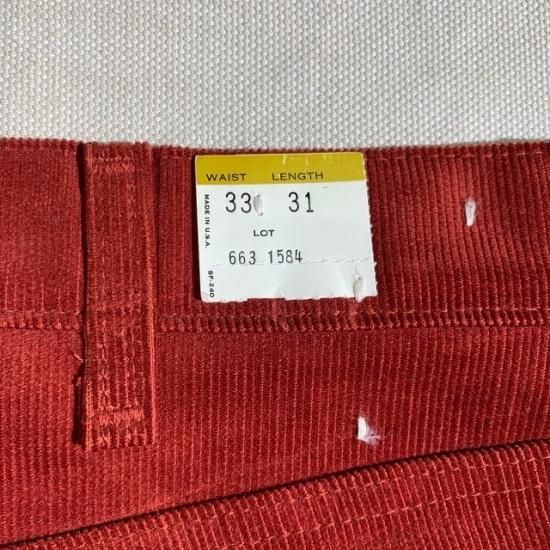 WAIST LENGTH
33 31
LOT
663 1584
MADE IN U.S.A.
SF-240